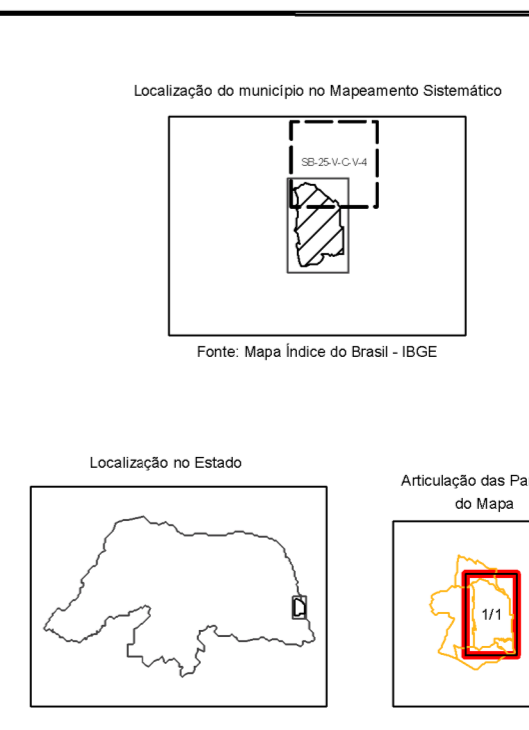 Localização do município no Mapeamento Sistemático
SB-25-V-C-V-4
Fonte: Mapa Índice do Brasil - IBGE
Localização no Estado
Articulação das
do Mapa
1/1